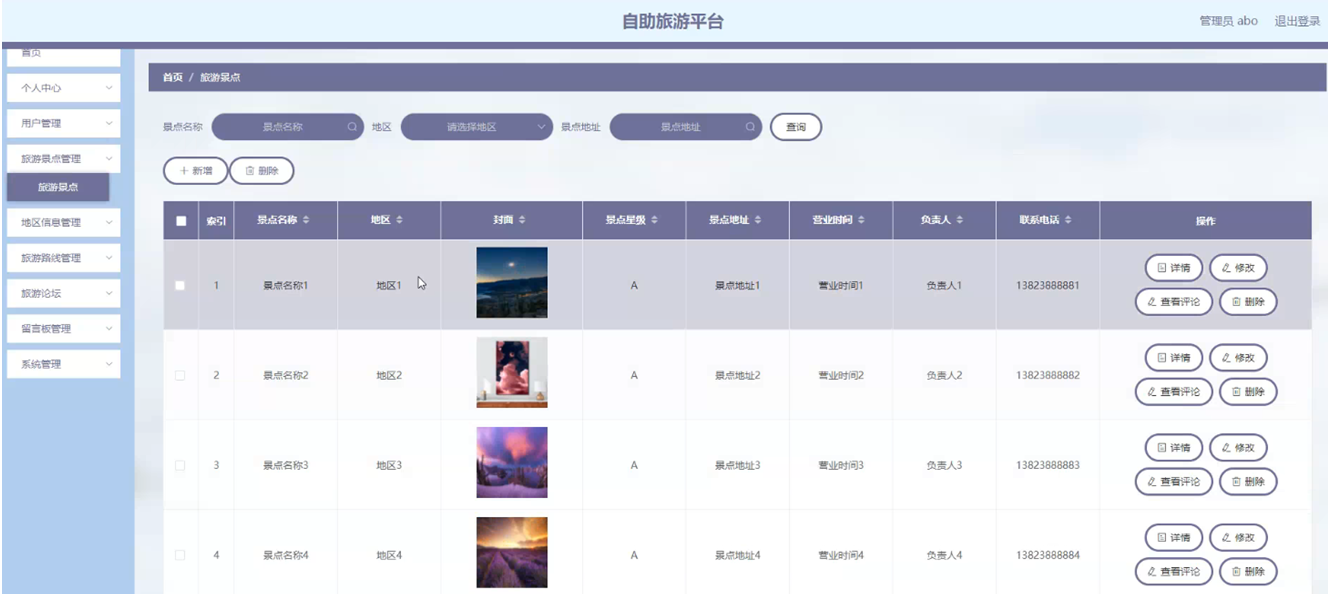 自助旅游平台
管理员 abo 退出登录
首页
个人中心
用户管理
旅游景点管理
旅游景点
地区信息管理
旅游路线管理
旅游论坛
留言板管理
系统管理
首页 / 旅游景点
景点名称 景点名称 地区 请选择地区 景点地址 景点地址 查询
+ 新增 删除
索引 景点名称 地区 封面 景点星级 景点地址 营业时间 负责人 联系电话 操作
1 景点名称1 地区1 A 景点地址1 营业时间1 负责人1 13823888881 详情 修改
查看评论 删除
2 景点名称2 地区2 A 景点地址2 营业时间2 负责人2 13823888882 详情 修改
查看评论 删除
3 景点名称3 地区3 A 景点地址3 营业时间3 负责人3 13823888883 详情 修改
查看评论 删除
4 景点名称4 地区4 A 景点地址4 营业时间4 负责人4 13823888884 详情 修改
查看评论 删除